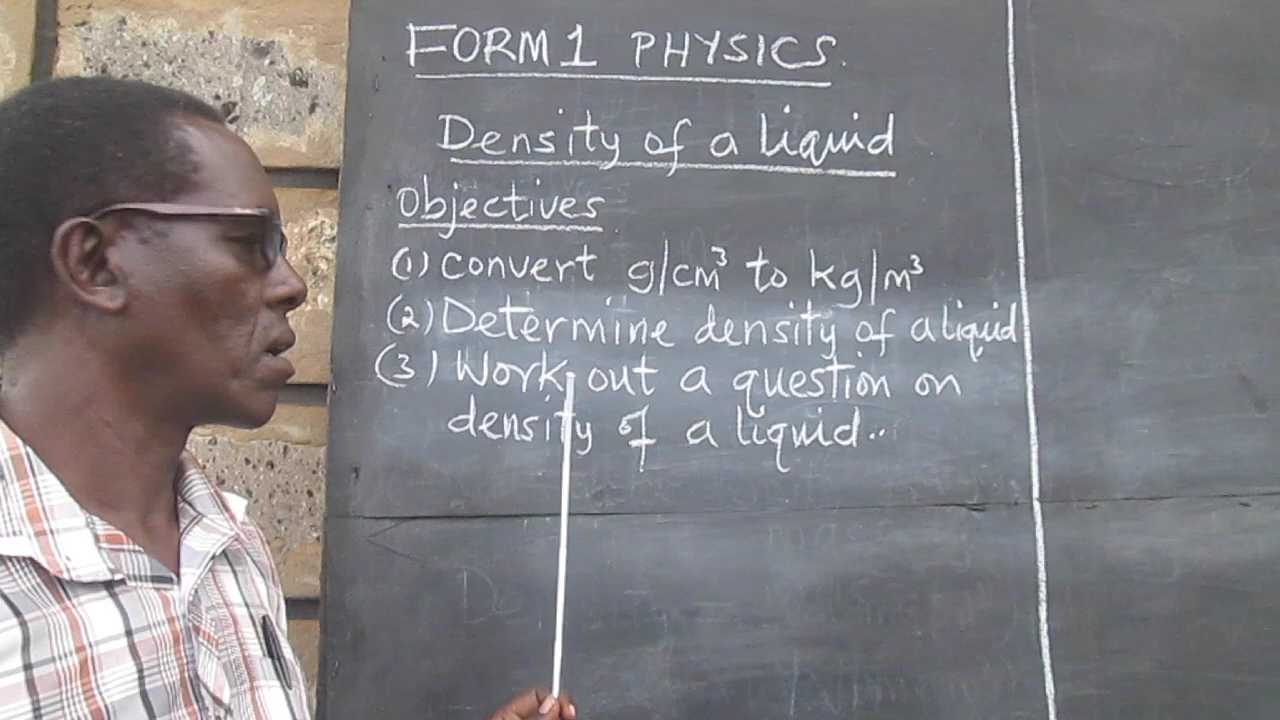 FORM 1 PHYSICS.
Density of a liquid
Objectives
(1) convert g/cm³ to kg/m³
(2) Determine density of a liquid
(3) Work out a question on
density of a liquid..